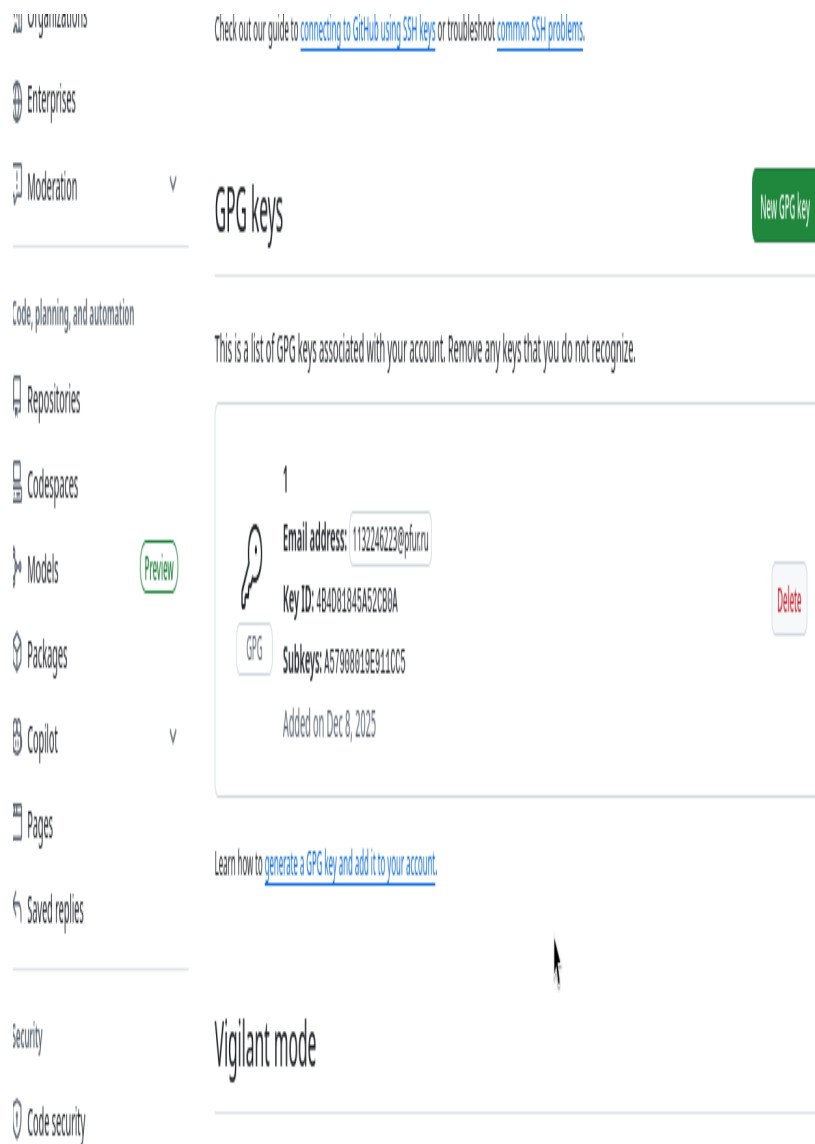 Organizations
Enterprises
Moderation
Code, planning, and automation
Repositories
Codespaces
Models
Preview
Packages
Copilot
Pages
Saved replies
Security
Code security
Check out our guide to connecting to GitHub using SSH keys or troubleshoot common SSH problems.
GPG keys
New GPG key
This is a list of GPG keys associated with your account. Remove any keys that you do not recognize.
1
Email address: 1132246223@pfur.ru
Key ID: 4B4D81845A52CB0A
GPG
Subkeys: A57908019E911CC5
Added on Dec 8, 2025
Delete
Learn how to generate a GPG key and add it to your account.
Vigilant mode